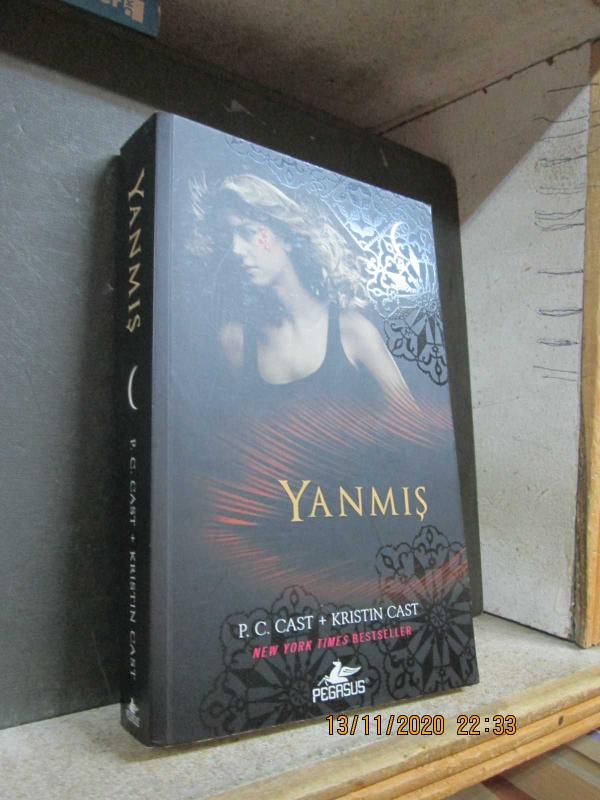 YANMIŞ
P. C. CAST + KRISTIN CAST
YANMIŞ
P. C. CAST + KRISTIN CAST
NEW YORK TIMES BESTSELLER
PEGASUS
13/11/2020 22:33